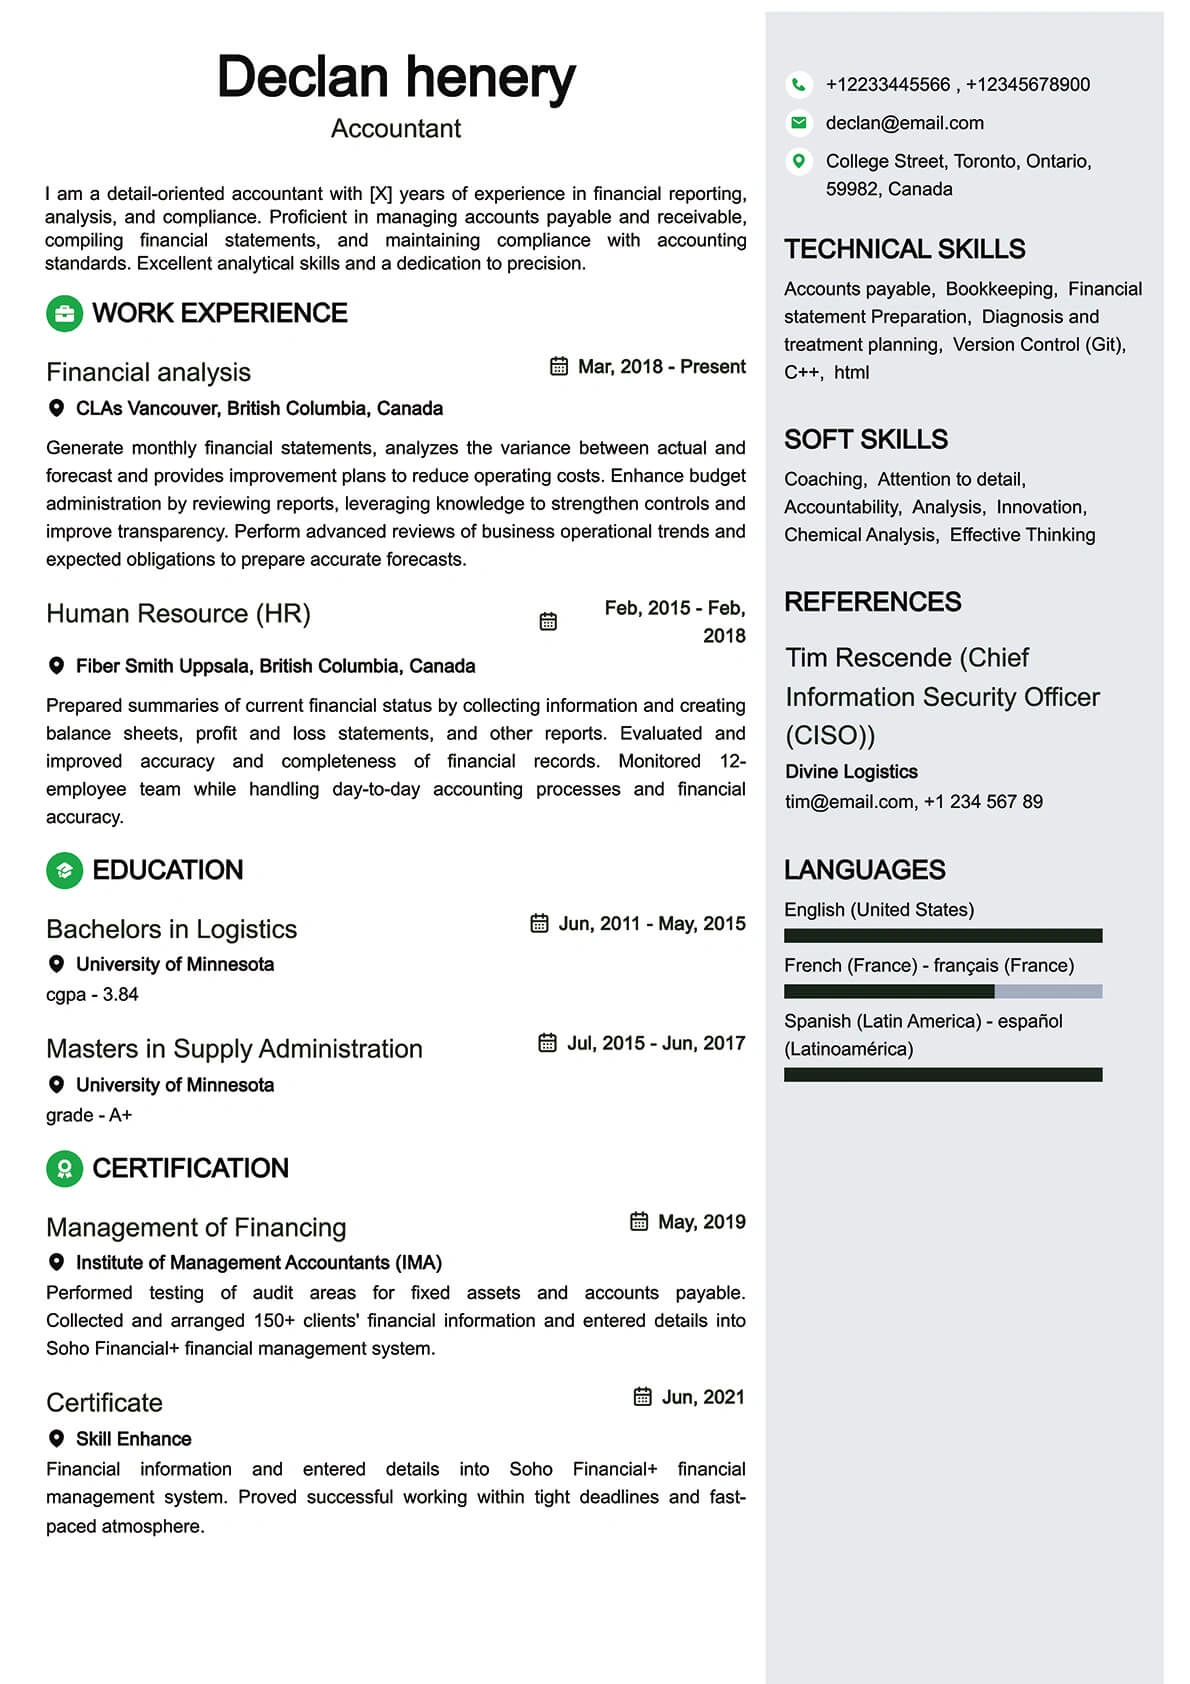 Declan henery
Accountant
I am a detail-oriented accountant with [X] years of experience in financial reporting,
analysis, and compliance. Proficient in managing accounts payable and receivable,
compiling financial statements, and maintaining compliance with accounting
standards. Excellent analytical skills and a dedication to precision.
WORK EXPERIENCE
Financial analysis
Mar, 2018 - Present
CLAs Vancouver, British Columbia, Canada
Generate monthly financial statements, analyzes the variance between actual and
forecast and provides improvement plans to reduce operating costs. Enhance budget
administration by reviewing reports, leveraging knowledge to strengthen controls and
improve transparency. Perform advanced reviews of business operational trends and
expected obligations to prepare accurate forecasts.
Human Resource (HR)
Feb, 2015 - Feb,
2018
Fiber Smith Uppsala, British Columbia, Canada
Prepared summaries of current financial status by collecting information and creating
balance sheets, profit and loss statements, and other reports. Evaluated and
improved accuracy and completeness of financial records. Monitored 12-
employee team while handling day-to-day accounting processes and financial
accuracy.
EDUCATION
Bachelors in Logistics
Jun, 2011 - May, 2015
University of Minnesota
cgpa - 3.84
Masters in Supply Administration
Jul, 2015 - Jun, 2017
University of Minnesota
grade - A+
CERTIFICATION
Management of Financing
May, 2019
Institute of Management Accountants (IMA)
Performed testing of audit areas for fixed assets and accounts payable.
Collected and arranged 150+ clients' financial information and entered details into
Soho Financial+ financial management system.
Certificate
Jun, 2021
Skill Enhance
Financial information and entered details into Soho Financial+ financial
management system. Proved successful working within tight deadlines and fast-
paced atmosphere.
+12233445566 , +12345678900
declan@email.com
College Street, Toronto, Ontario,
59982, Canada
TECHNICAL SKILLS
Accounts payable, Bookkeeping, Financial
statement Preparation, Diagnosis and
treatment planning, Version Control (Git),
C++, html
SOFT SKILLS
Coaching, Attention to detail,
Accountability, Analysis, Innovation,
Chemical Analysis, Effective Thinking
REFERENCES
Tim Rescende (Chief
Information Security Officer
(CISO))
Divine Logistics
tim@email.com, +1 234 567 89
LANGUAGES
English (United States)
French (France) - français (France)
Spanish (Latin America) - español
(Latinoamérica)